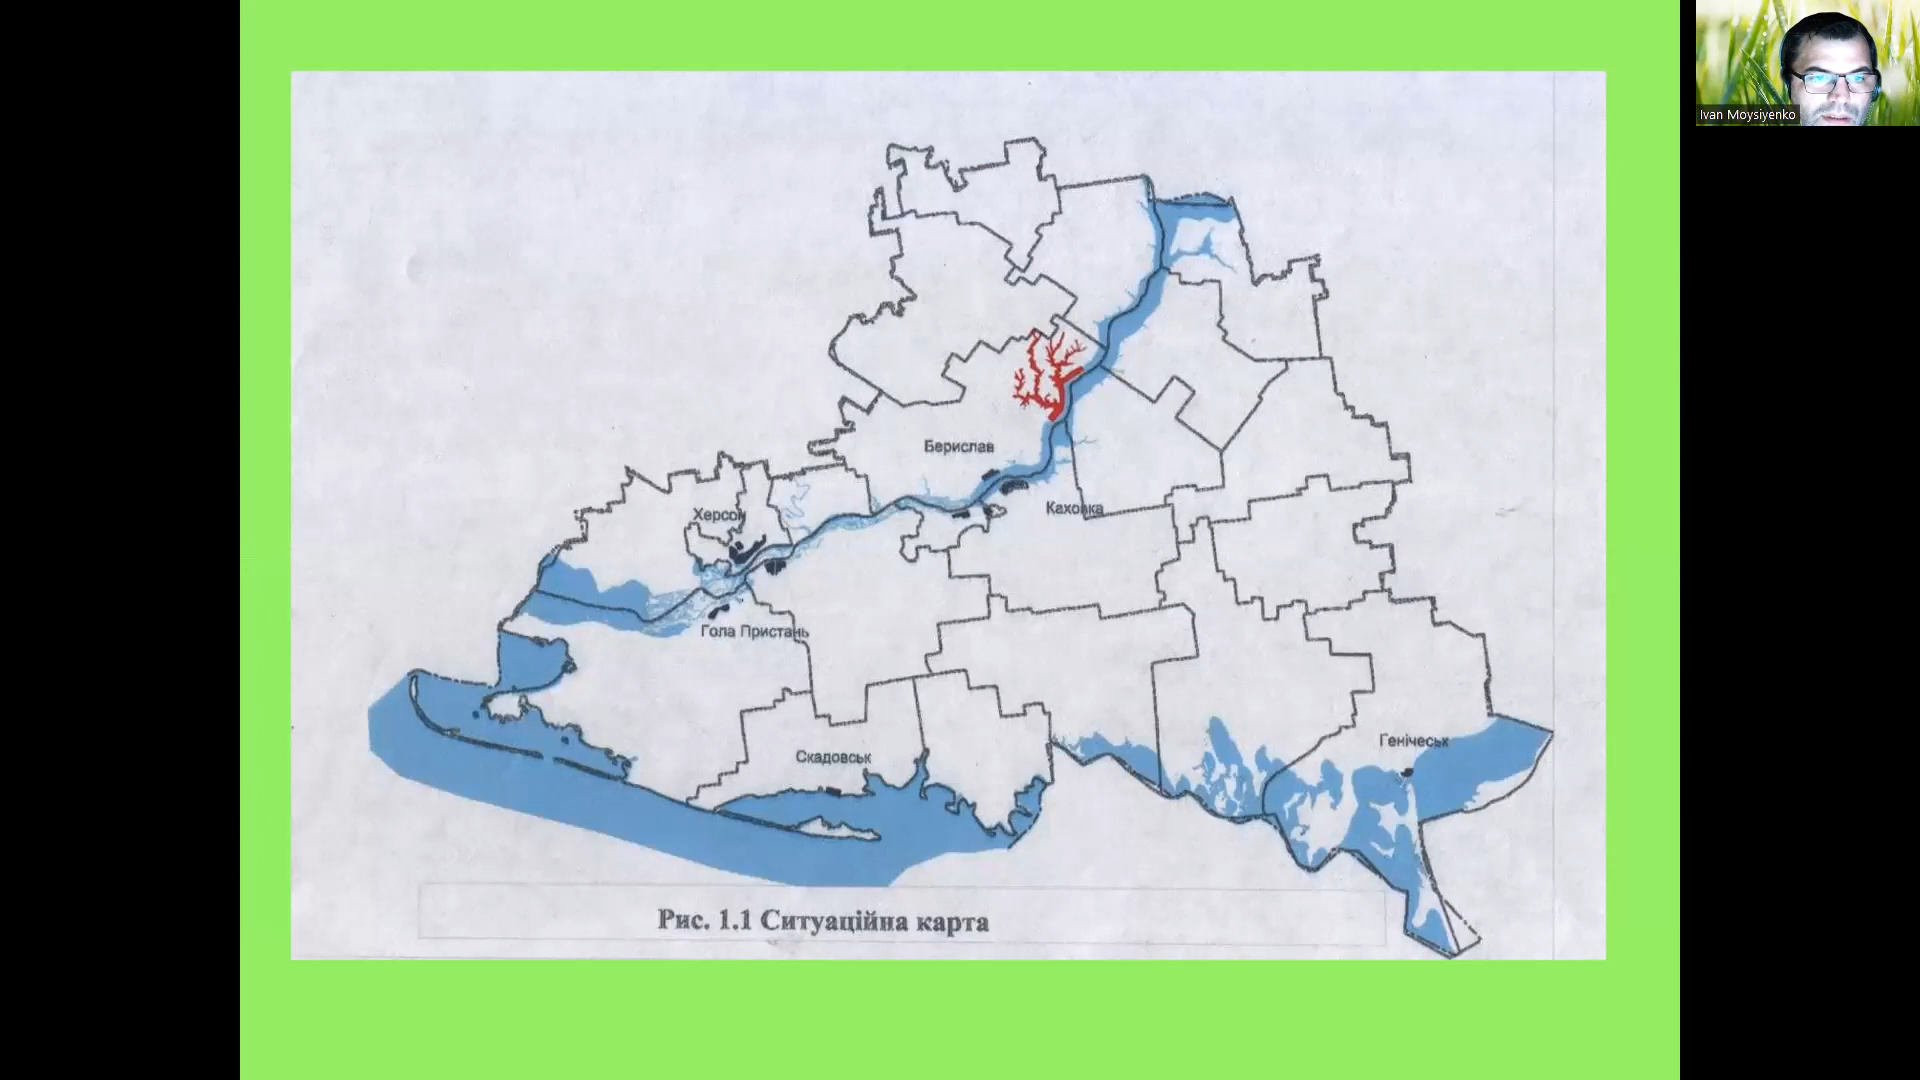 Ivan Moysiyenko
Берислав
Херсон
Каховка
Гола Пристань
Генічеськ
Скадовськ
Рис. 1.1 Ситуаційна карта